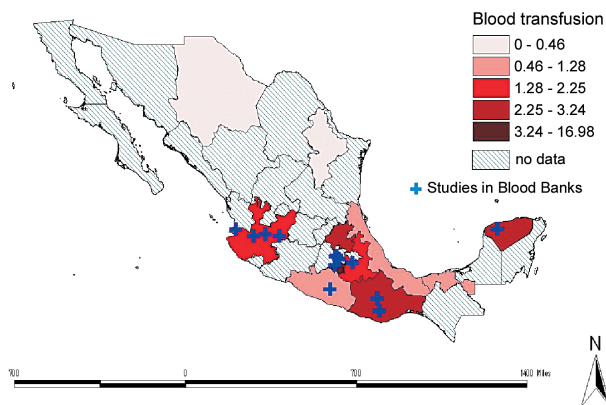 Blood transfusion
0 - 0.46
0.46 - 1.28
1.28 - 2.25
2.25 - 3.24
3.24 - 16.98
no data
Studies in Blood Banks
N
700 0 700 1400 Miles